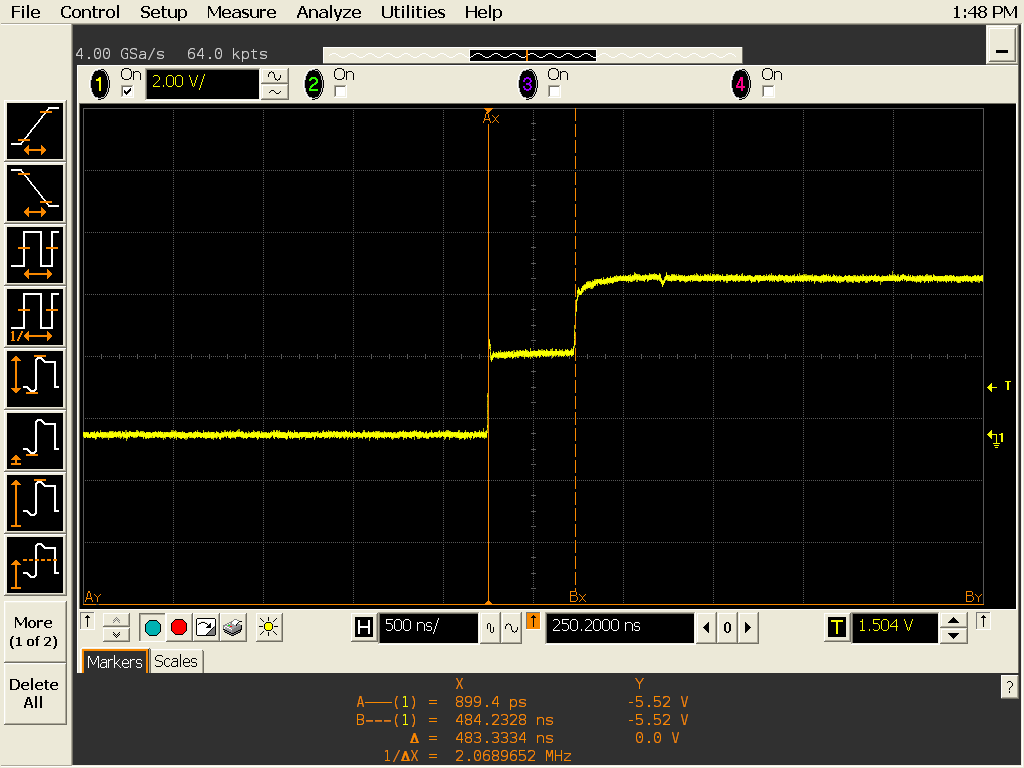 File Control Setup Measure Analyze Utilities Help 1:48 PM
4.00 GSa/s 64.0 kpts
1 On 2.00 V/ 2 On 3 On 4 On
Ax
T
1
1/
AY Bx BY
More
(1 of 2)
H 500 ns/ 250.2000 ns 0 T 1.504 V
Markers Scales
Delete
All
?
X Y
A——(1) = 899.4 ps -5.52 V
B---(1) = 484.2328 ns -5.52 V
Δ = 483.3334 ns 0.0 V
1/ΔX = 2.0689652 MHz